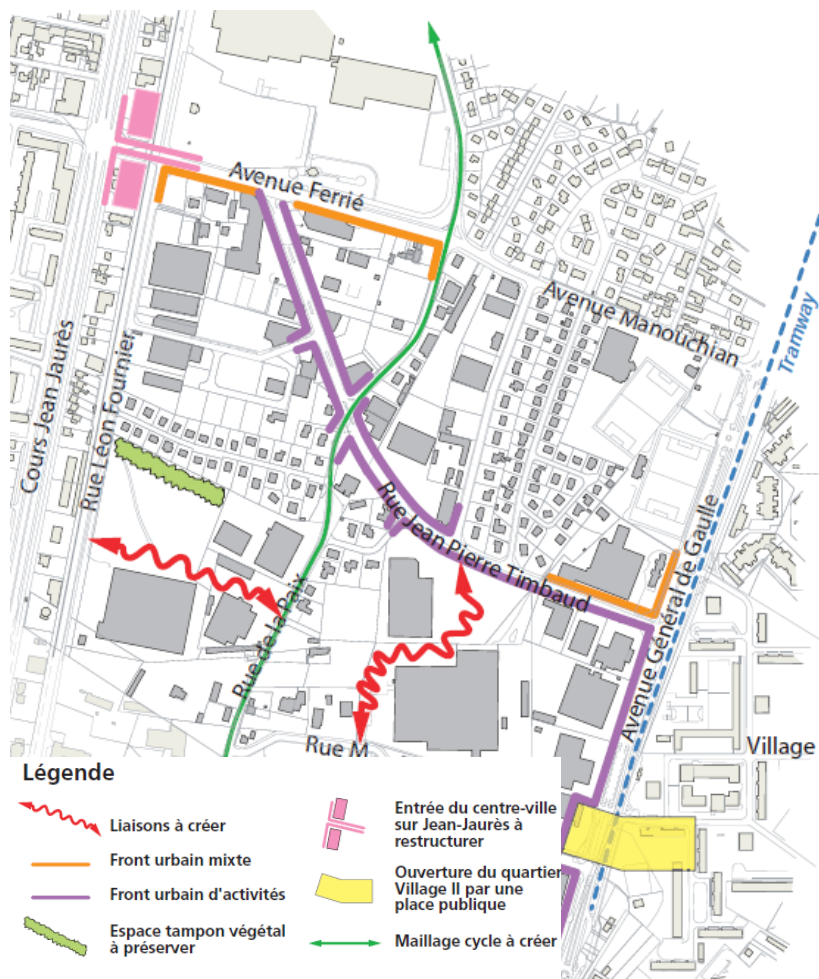 Avenue Ferrié
Avenue Manouchian
Tramway
Cours Jean Jaurès
Rue Léon Fournier
Rue Jean Pierre Timbaud
Avenue Général de Gaulle
Rue de la Paix
Rue M
Village
Légende
Liaisons à créer
Front urbain mixte
Front urbain d'activités
Espace tampon végétal
à préserver
Entrée du centre-ville
sur Jean-Jaurès à
restructurer
Ouverture du quartier
Village II par une
place publique
Maillage cycle à créer